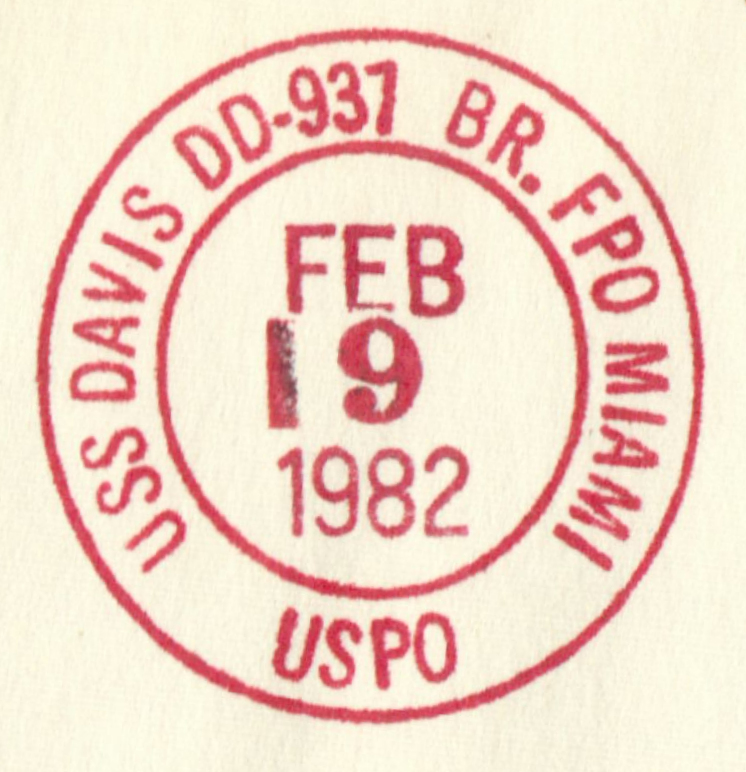 USS DAVIS DD-937 BR. FPO MIAMI
FEB
19
1982
USPO